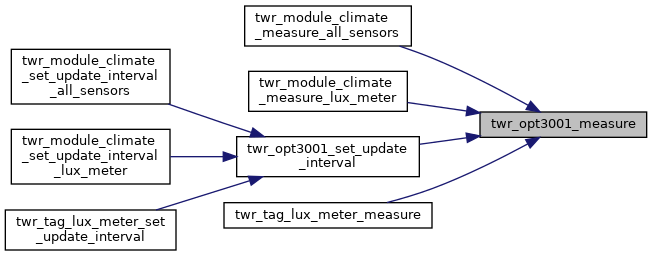 twr_module_climate
_measure_all_sensors
twr_module_climate
_set_update_interval
_all_sensors
twr_module_climate
_measure_lux_meter
twr_opt3001_measure
twr_module_climate
_set_update_interval
_lux_meter
twr_opt3001_set_update
_interval
twr_tag_lux_meter_set
_update_interval
twr_tag_lux_meter_measure